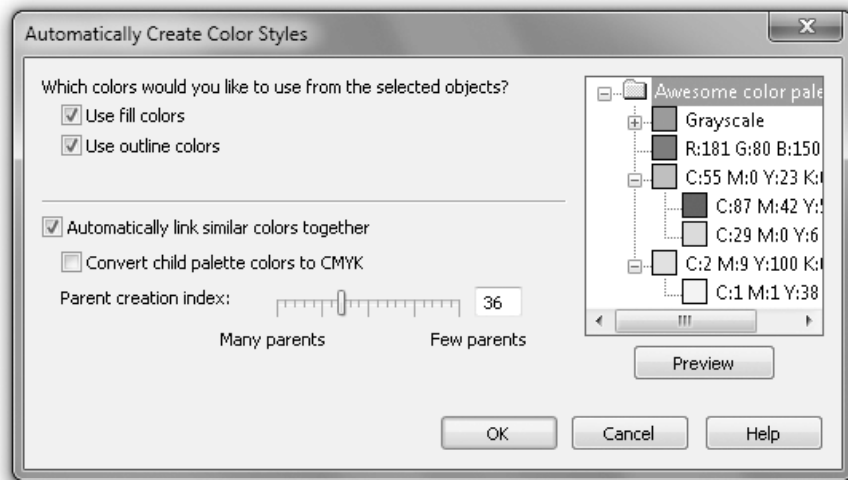 Automatically Create Color Styles
X
Which colors would you like to use from the selected objects?
Use fill colors
Use outline colors
Automatically link similar colors together
Convert child palette colors to CMYK
Parent creation index:
36
Many parents
Few parents
Awesome color pale
Grayscale
R:181 G:80 B:150
C:55 M:0 Y:23 K:
C:87 M:42 Y:
C:29 M:0 Y:6
C:2 M:9 Y:100 K:
C:1 M:1 Y:38
Preview
OK
Cancel
Help